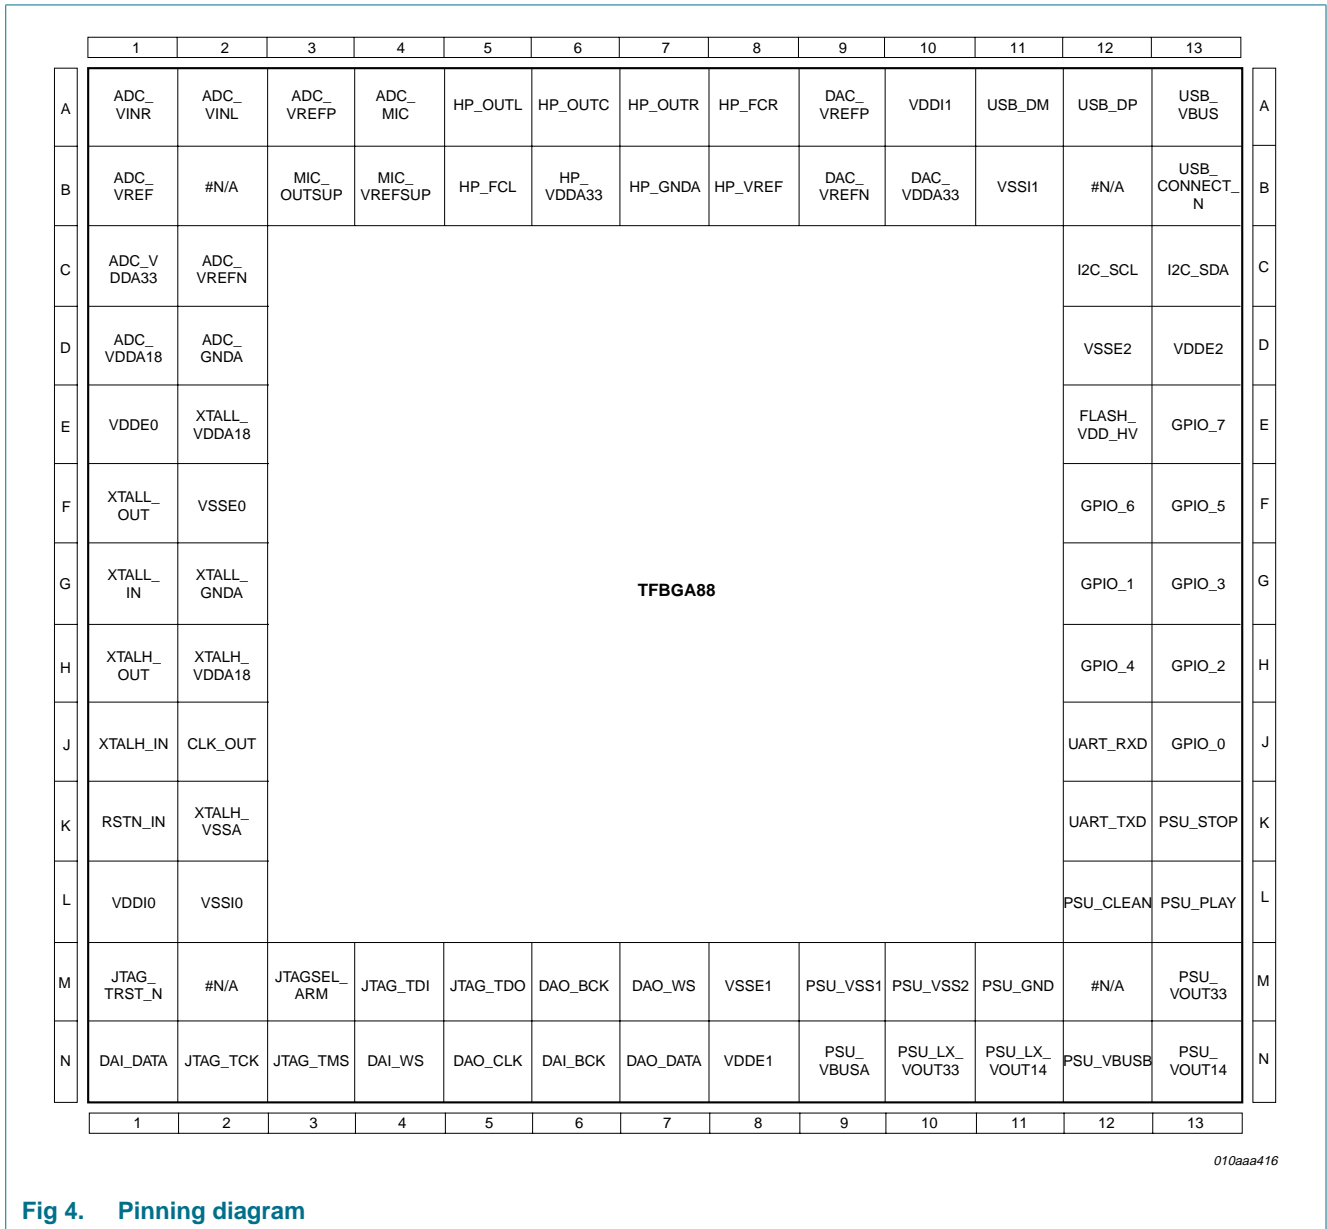 1 2 3 4 5 6 7 8 9 10 11 12 13
A ADC_ VINR ADC_ VINL ADC_ VREFP ADC_ MIC HP_OUTL HP_OUTC HP_OUTR HP_FCR DAC_ VREFP VDDI1 USB_DM USB_DP USB_ VBUS A
B ADC_ VREF #N/A MIC_ OUTSUP MIC_ VREFSUP HP_FCL HP_ VDDA33 HP_GNDA HP_VREF DAC_ VREFN DAC_ VDDA33 VSSI1 #N/A USB_ CONNECT_ N B
C ADC_V DDA33 ADC_ VREFN I2C_SCL I2C_SDA C
D ADC_ VDDA18 ADC_ GNDA VSSE2 VDDE2 D
E VDDE0 XTALL_ VDDA18 FLASH_ VDD_HV GPIO_7 E
F XTALL_ OUT VSSE0 GPIO_6 GPIO_5 F
G XTALL_ IN XTALL_ GNDA TFBGA88 GPIO_1 GPIO_3 G
H XTALH_ OUT XTALH_ VDDA18 GPIO_4 GPIO_2 H
J XTALH_IN CLK_OUT UART_RXD GPIO_0 J
K RSTN_IN XTALH_ VSSA UART_TXD PSU_STOP K
L VDDI0 VSSI0 PSU_CLEAN PSU_PLAY L
M JTAG_ TRST_N #N/A JTAGSEL_ ARM JTAG_TDI JTAG_TDO DAO_BCK DAO_WS VSSE1 PSU_VSS1 PSU_VSS2 PSU_GND #N/A PSU_ VOUT33 M
N DAI_DATA JTAG_TCK JTAG_TMS DAI_WS DAO_CLK DAI_BCK DAO_DATA VDDE1 PSU_ VBUSA PSU_LX_ VOUT33 PSU_LX_ VOUT14 PSU_VBUSB PSU_ VOUT14 N
1 2 3 4 5 6 7 8 9 10 11 12 13
010aaa416
Fig 4. Pinning diagram